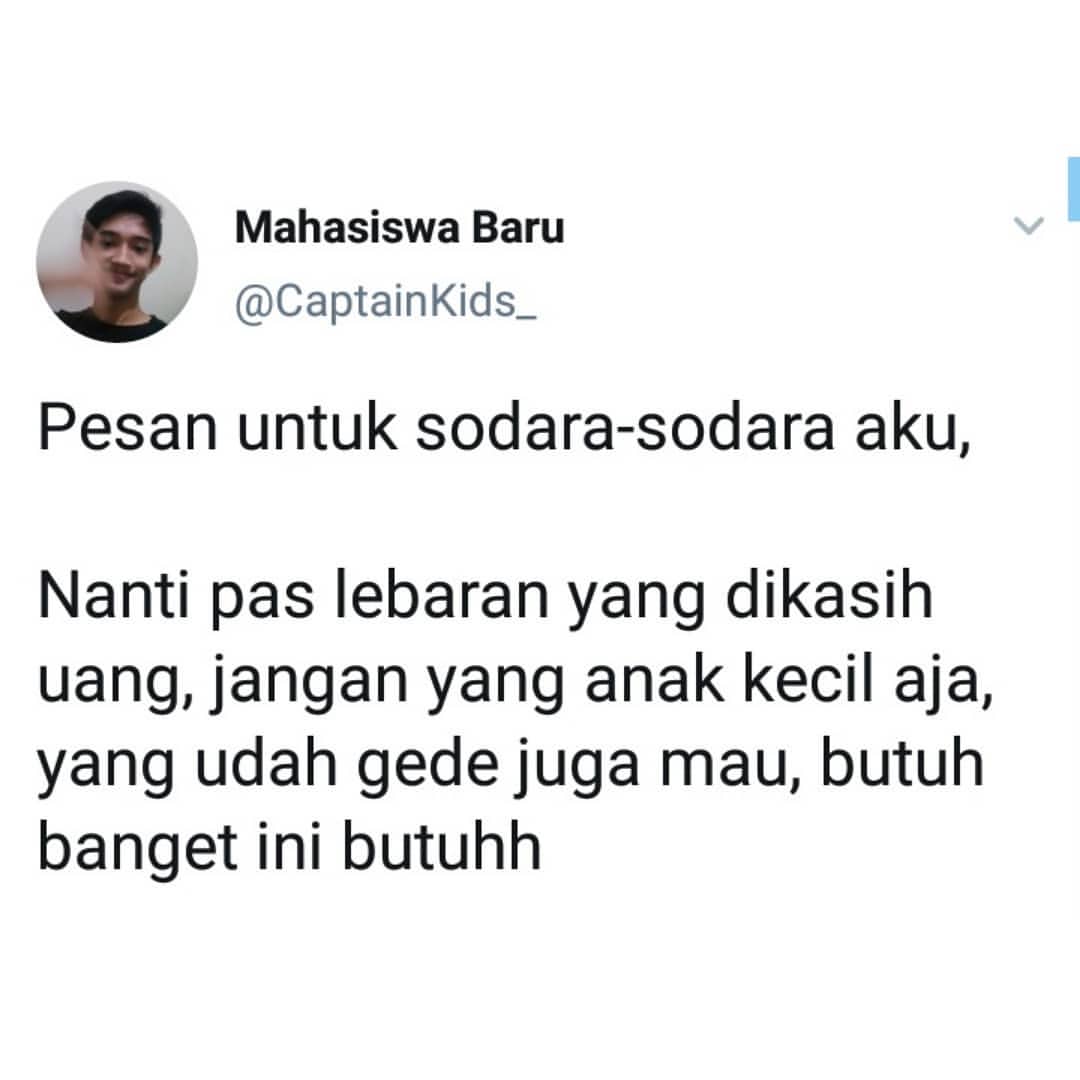 Mahasiswa Baru
@CaptainKids_
Pesan untuk sodara-sodara aku,
Nanti pas lebaran yang dikasih
uang, jangan yang anak kecil aja,
yang udah gede juga mau, butuh
banget ini butuhh